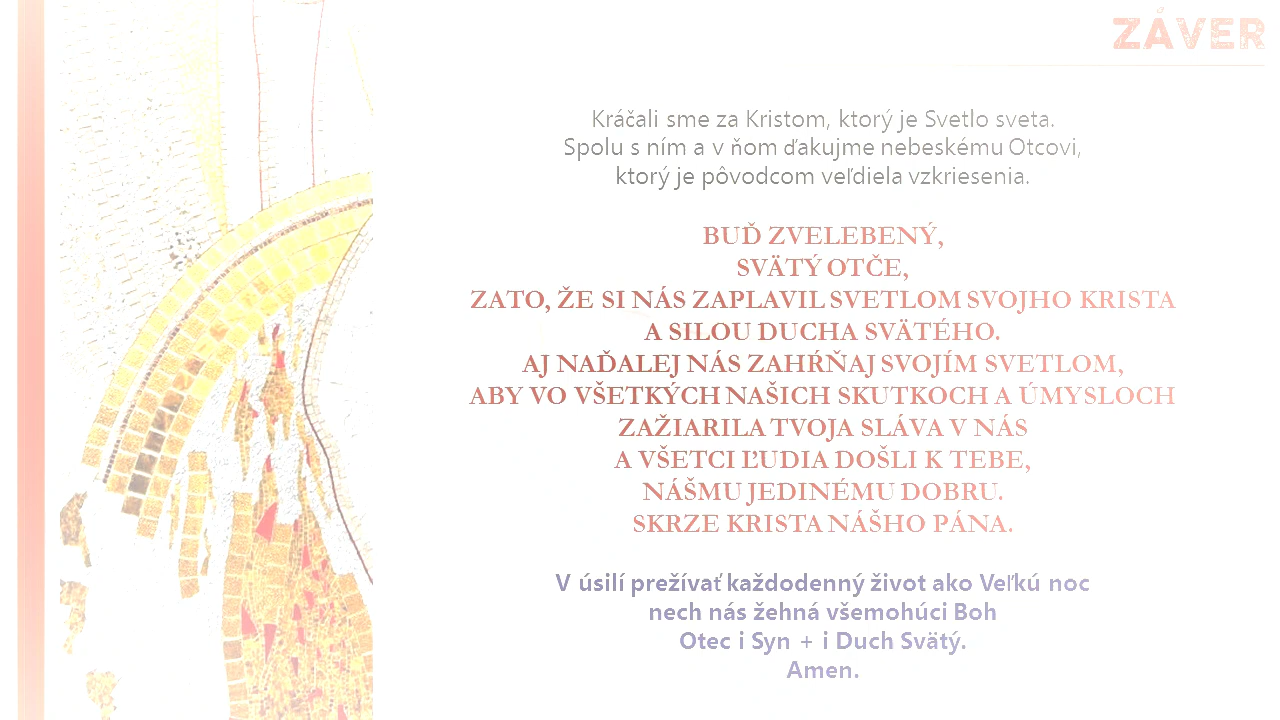 ZÁVER
Kráčali sme za Kristom, ktorý je Svetlo sveta.
Spolu s ním a v ňom ďakujme nebeskému Otcovi,
ktorý je pôvodcom veľdiela vzkriesenia.
BUĎ ZVELEBENÝ,
SVÄTÝ OTČE,
ZATO, ŽE SI NÁS ZAPLAVIL SVETLOM SVOJHO KRISTA
A SILOU DUCHA SVÄTÉHO.
AJ NAĎALEJ NÁS ZAHŔŇAJ SVOJÍM SVETLOM,
ABY VO VŠETKÝCH NAŠICH SKUTKOCH A ÚMYSLOCH
ZAŽIARILA TVOJA SLÁVA V NÁS
A VŠETCI ĽUDIA DOŠLI K TEBE,
NÁŠMU JEDINÉMU DOBRU.
SKRZE KRISTA NÁŠHO PÁNA.
V úsilí prežívať každodenný život ako Veľkú noc
nech nás žehná všemohúci Boh
Otec i Syn + i Duch Svätý.
Amen.